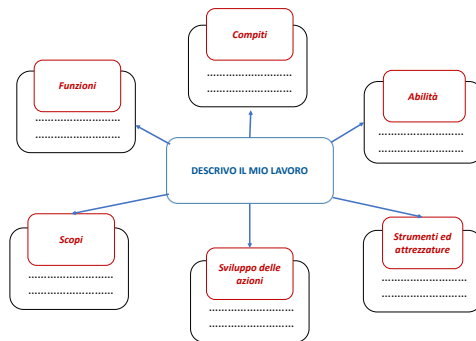 Compiti
Funzioni
Abilità
DESCRIVO IL MIO LAVORO
Scopi
Strumenti ed
attrezzature
Sviluppo delle
azioni